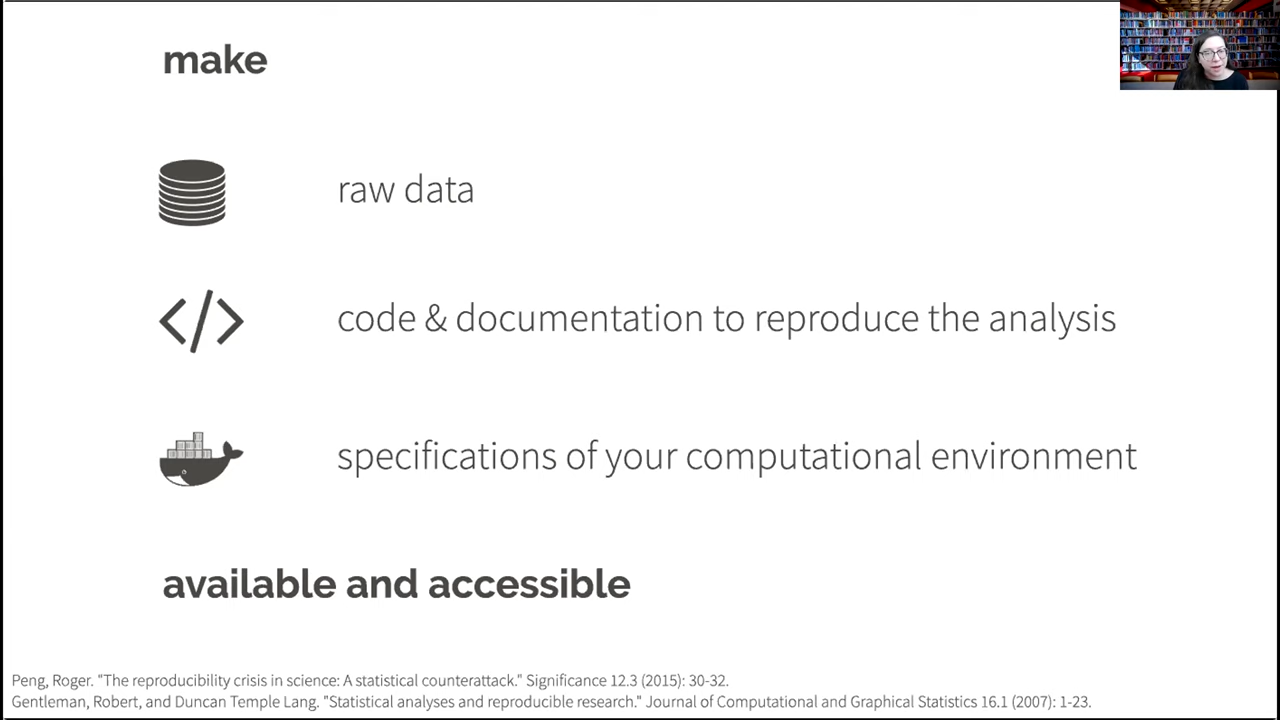 make
raw data
code & documentation to reproduce the analysis
specifications of your computational environment
available and accessible
Peng, Roger. "The reproducibility crisis in science: A statistical counterattack." Significance 12.3 (2015): 30-32.
Gentleman, Robert, and Duncan Temple Lang. "Statistical analyses and reproducible research." Journal of Computational and Graphical Statistics 16.1 (2007): 1-23.